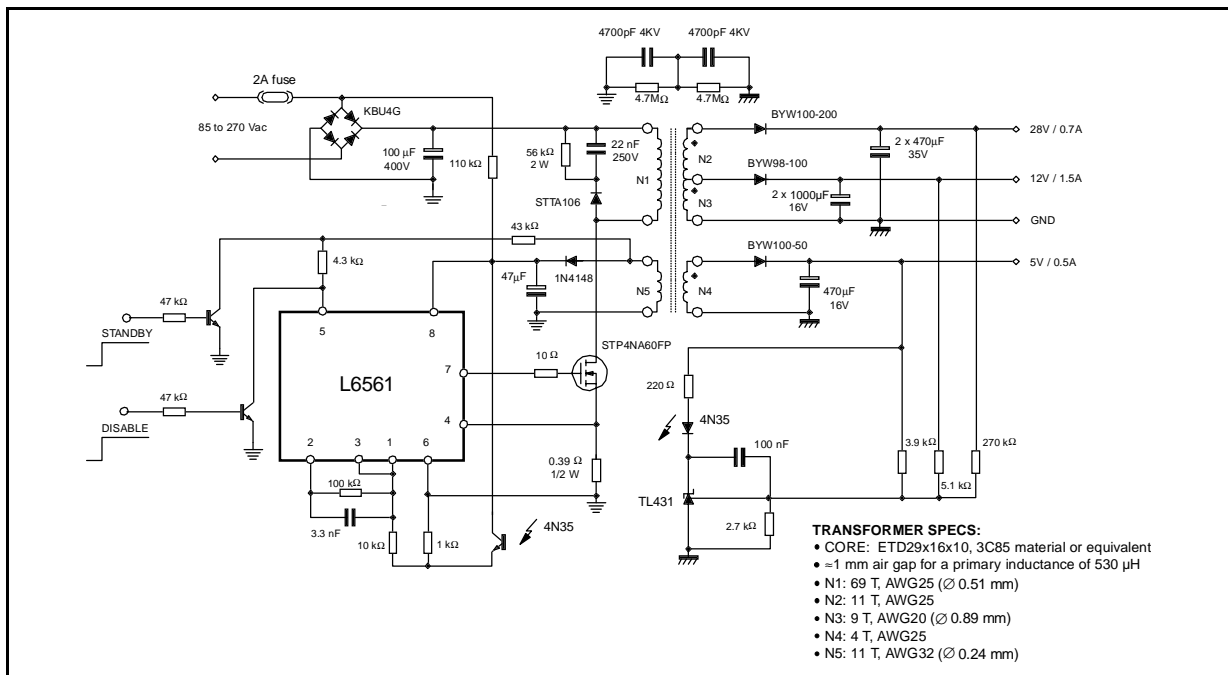 4700pF 4KV
4700pF 4KV
4.7MΩ
4.7MΩ
2A fuse
KBU4G
85 to 270 Vac
100 µF
400V
110 kΩ
56 kΩ
2 W
22 nF
250V
STTA106
N1
N2
N3
BYW100-200
BYW98-100
2 x 470µF
35V
2 x 1000µF
16V
28V / 0.7A
12V / 1.5A
GND
43 kΩ
4.3 kΩ
47µF
1N4148
N5
N4
BYW100-50
470µF
16V
5V / 0.5A
47 kΩ
STANDBY
5
8
L6561
7
4
10 Ω
STP4NA60FP
47 kΩ
DISABLE
2
3
1
6
0.39 Ω
1/2 W
100 kΩ
3.3 nF
10 kΩ
1 kΩ
4N35
220 Ω
4N35
100 nF
TL431
2.7 kΩ
3.9 kΩ
5.1 kΩ
270 kΩ
TRANSFORMER SPECS:
• CORE: ETD29x16x10, 3C85 material or equivalent
• ≈1 mm air gap for a primary inductance of 530 µH
• N1: 69 T, AWG25 (∅ 0.51 mm)
• N2: 11 T, AWG25
• N3: 9 T, AWG20 (∅ 0.89 mm)
• N4: 4 T, AWG25
• N5: 11 T, AWG32 (∅ 0.24 mm)